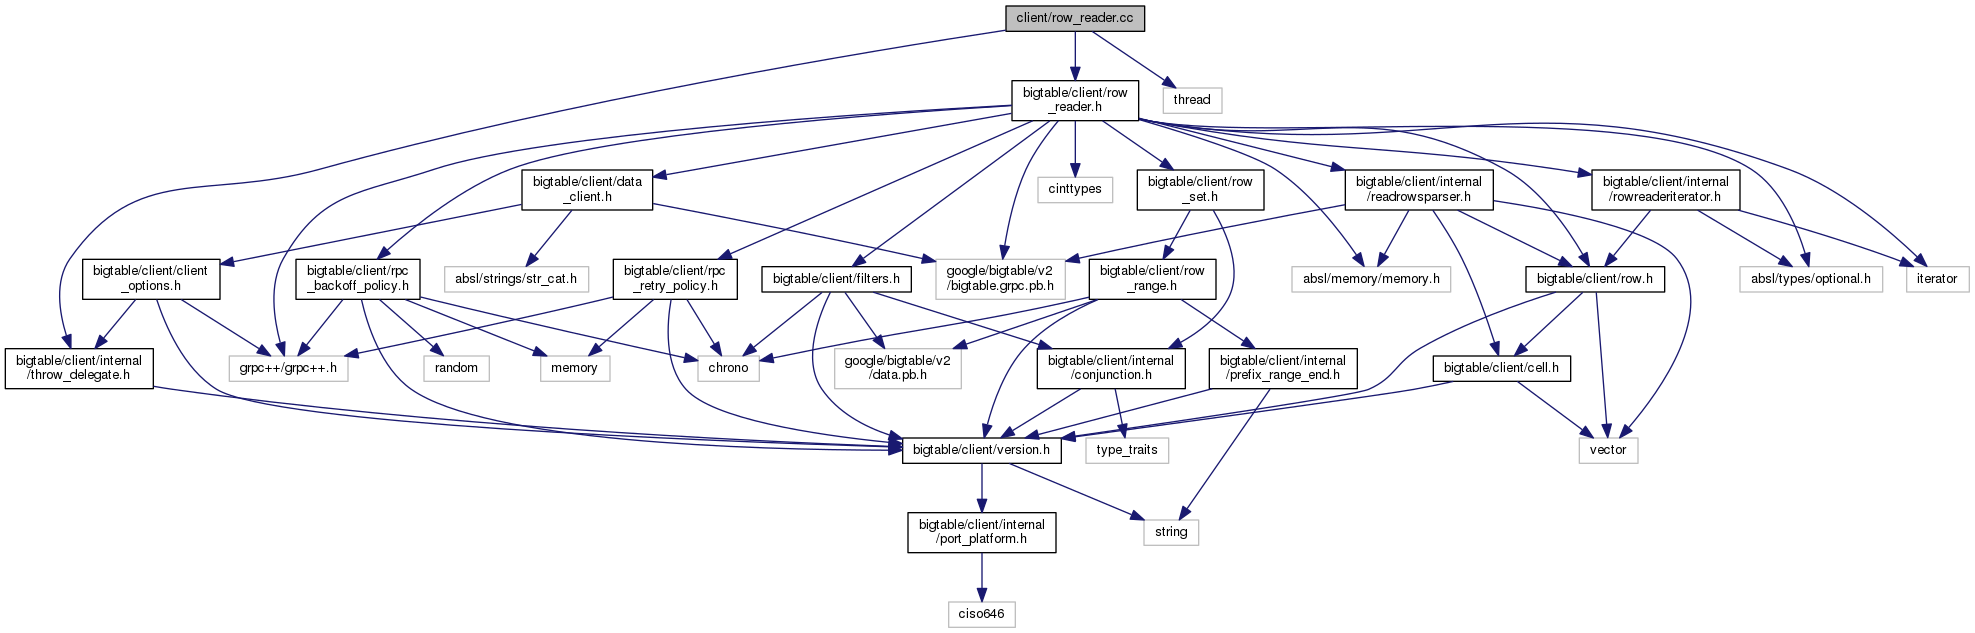 client/row_reader.cc
bigtable/client/row
_reader.h
thread
bigtable/client/data
_client.h
cinttypes
bigtable/client/row
_set.h
bigtable/client/internal
/readrowsparser.h
bigtable/client/internal
/rowreaderiterator.h
bigtable/client/client
_options.h
bigtable/client/rpc
_backoff_policy.h
absl/strings/str_cat.h
bigtable/client/rpc
_retry_policy.h
bigtable/client/filters.h
google/bigtable/v2
/bigtable.grpc.pb.h
bigtable/client/row
_range.h
absl/memory/memory.h
bigtable/client/row.h
absl/types/optional.h
iterator
bigtable/client/internal
/throw_delegate.h
grpc++/grpc++.h
random
memory
chrono
google/bigtable/v2
/data.pb.h
bigtable/client/internal
/conjunction.h
bigtable/client/internal
/prefix_range_end.h
bigtable/client/cell.h
bigtable/client/version.h
type_traits
vector
bigtable/client/internal
/port_platform.h
string
ciso646